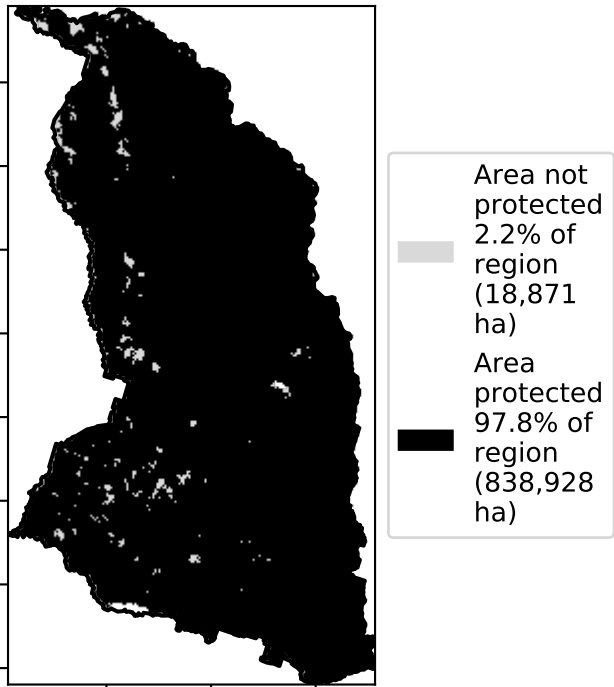 Area not
protected
2.2% of
region
(18,871
ha)
Area
protected
97.8% of
region
(838,928
ha)